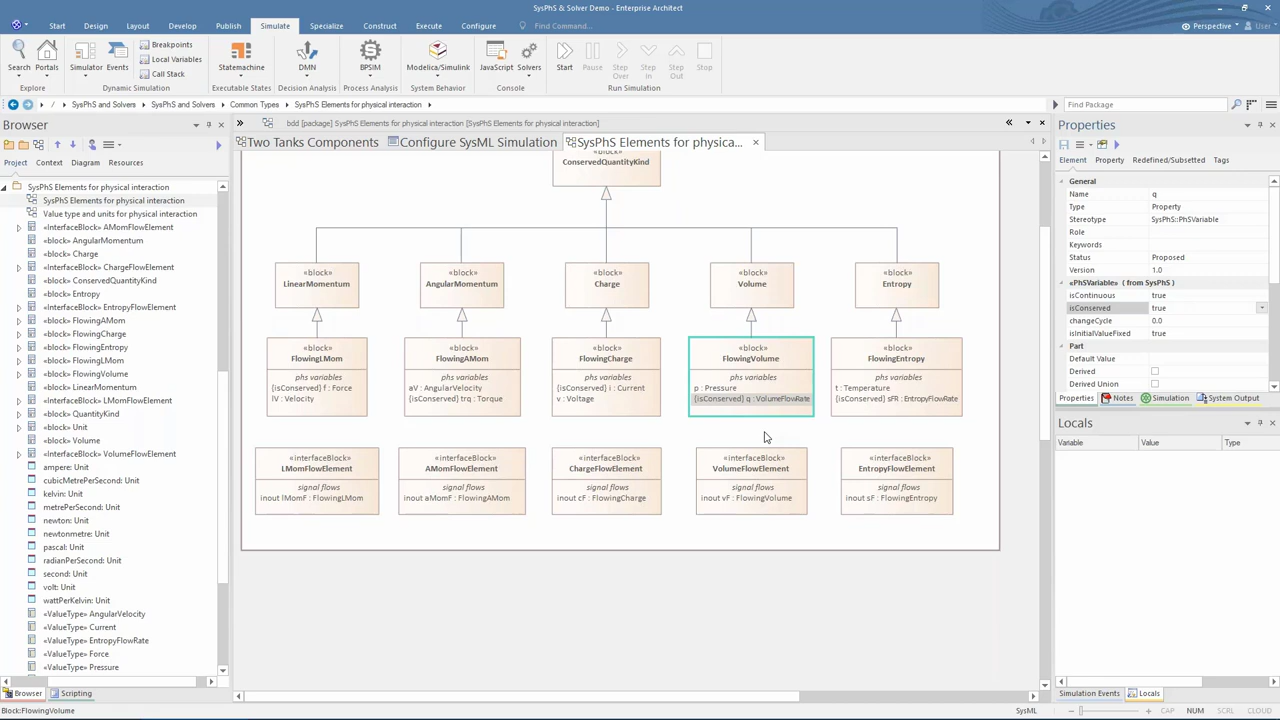 SysPhS & Solver Demo - Enterprise Architect
Start Design Layout Develop Publish Simulate Specialize Construct Execute Configure Find Command... Perspective User
Search Portals Simulator Events Breakpoints Local Variables Call Stack Statemachine DMN BPSIM Modelica/Simulink JavaScript Solvers Start Pause Step Over Step In Step Out Stop
Explore Dynamic Simulation Executable States Decision Analysis Process Analysis System Behavior Console Run Simulation
/ SysPhS and Solvers SysPhS and Solvers Common Types SysPhS Elements for physical interaction Find Package
Browser
Project Context Diagram Resources
SysPhS Elements for physical interaction
SysPhS Elements for physical interaction
Value type and units for physical interaction
«InterfaceBlock» AMomFlowElement
«block» AngularMomentum
«block» Charge
«InterfaceBlock» ChargeFlowElement
«block» ConservedQuantityKind
«block» Entropy
«InterfaceBlock» EntropyFlowElement
«block» FlowingAMom
«block» FlowingCharge
«block» FlowingEntropy
«block» FlowingLMom
«block» FlowingVolume
«block» LinearMomentum
«InterfaceBlock» LMomFlowElement
«block» QuantityKind
«block» Unit
«block» Volume
«InterfaceBlock» VolumeFlowElement
ampere: Unit
cubicMetrePerSecond: Unit
kelvin: Unit
metrePerSecond: Unit
newton: Unit
newtonmetre: Unit
pascal: Unit
radianPerSecond: Unit
second: Unit
volt: Unit
wattPerKelvin: Unit
«ValueType» AngularVelocity
«ValueType» Current
«ValueType» EntropyFlowRate
«ValueType» Force
«ValueType» Pressure
Browser Scripting
Block:FlowingVolume
bdd [package] SysPhS Elements for physical interaction [SysPhS Elements for physical interaction]
Two Tanks Components Configure SysML Simulation SysPhS Elements for physica...
ConservedQuantityKind
«block»
LinearMomentum
«block»
AngularMomentum
«block»
Charge
«block»
Volume
«block»
Entropy
«block»
FlowingLMom
phs variables
{isConserved} f : Force
lV : Velocity
«block»
FlowingAMom
phs variables
aV : AngularVelocity
{isConserved} trq : Torque
«block»
FlowingCharge
phs variables
{isConserved} i : Current
v : Voltage
«block»
FlowingVolume
phs variables
p : Pressure
{isConserved} q : VolumeFlowRate
«block»
FlowingEntropy
phs variables
t : Temperature
{isConserved} sFR : EntropyFlowRate
«interfaceBlock»
LMomFlowElement
signal flows
inout lMomF : FlowingLMom
«interfaceBlock»
AMomFlowElement
signal flows
inout aMomF : FlowingAMom
«interfaceBlock»
ChargeFlowElement
signal flows
inout cF : FlowingCharge
«interfaceBlock»
VolumeFlowElement
signal flows
inout vF : FlowingVolume
«interfaceBlock»
EntropyFlowElement
signal flows
inout sF : FlowingEntropy
Properties
Element Property Redefined/Subsetted Tags
General
Name q
Type Property
Stereotype SysPhS::PhSVariable
Role
Keywords
Status Proposed
Version 1.0
«PhSVariable» ( from SysPhS )
isContinuous true
isConserved true
changeCycle 0.0
isInitialValueFixed true
Part
Default Value
Derived
Derived Union
Properties Notes Simulation System Output
Locals
Variable Value Type
Simulation Events Locals
SysML CAP NUM SCRL CLOUD